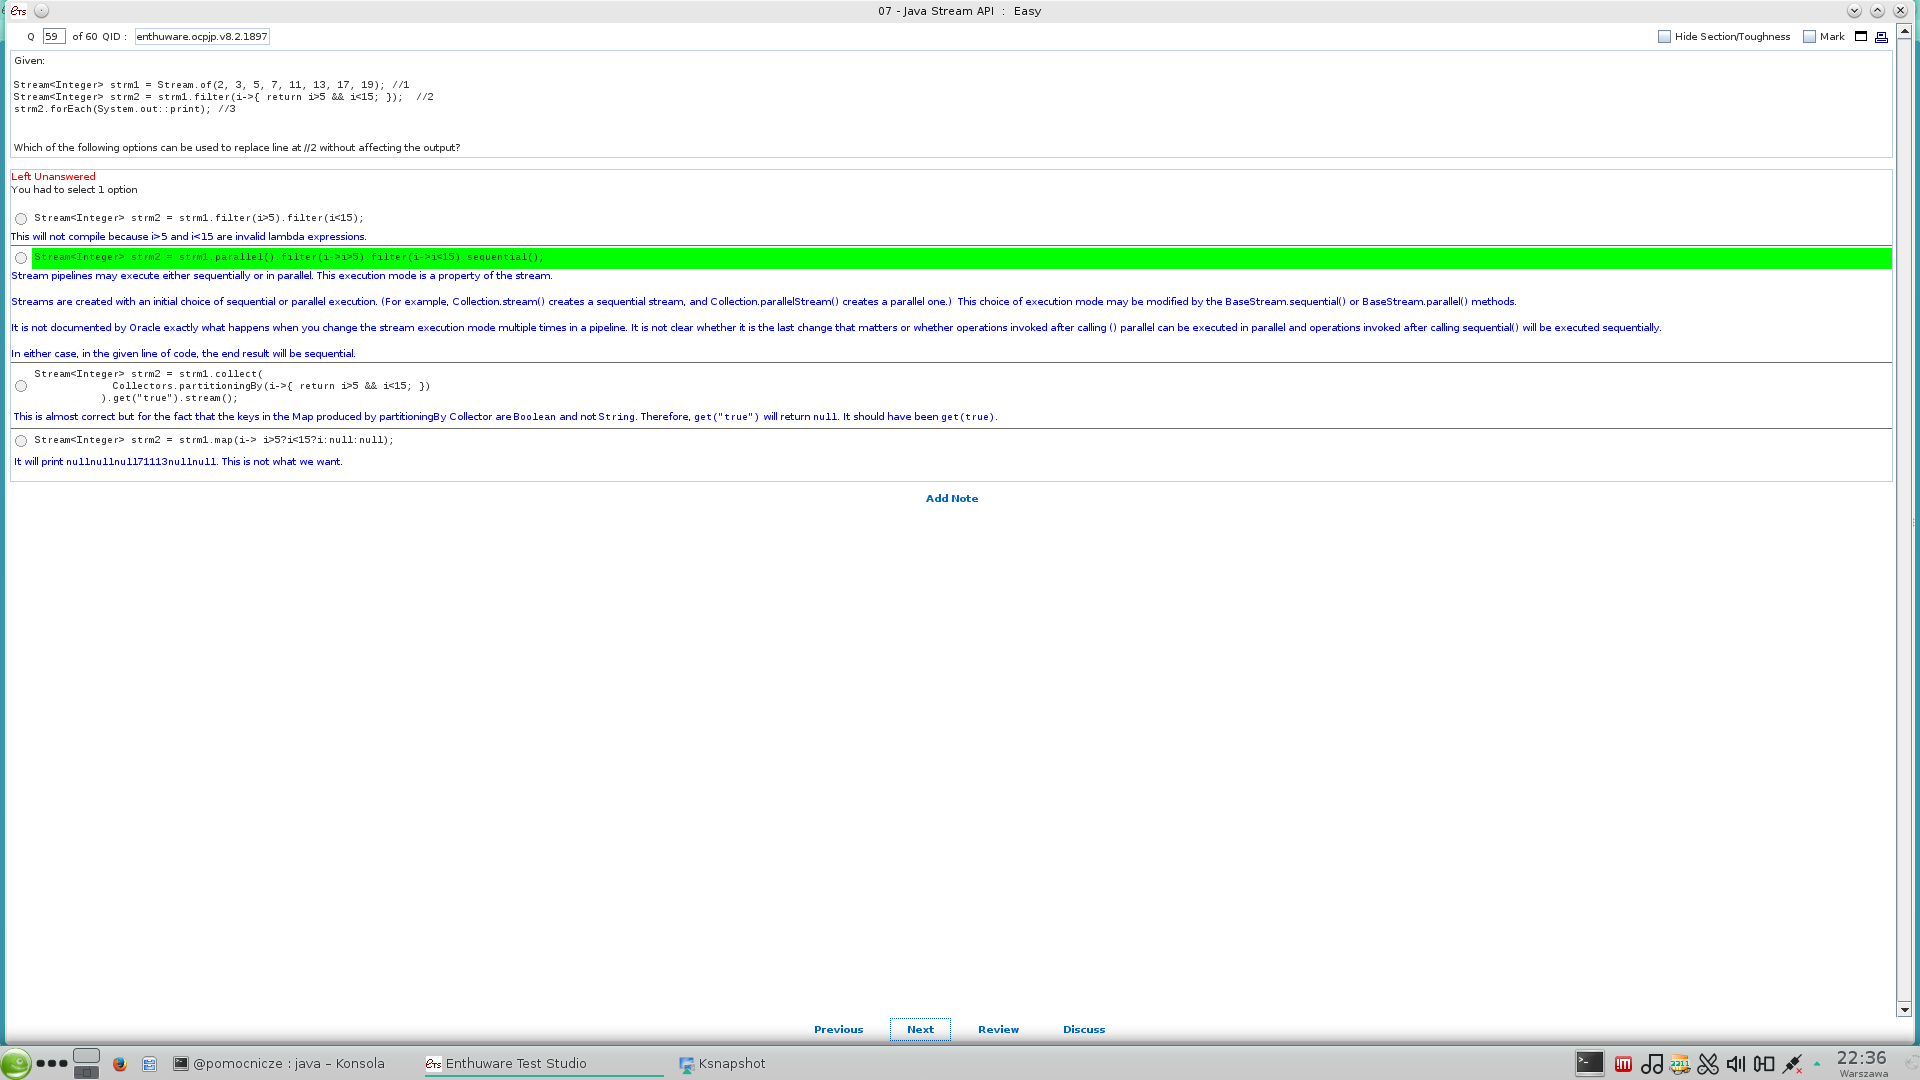 ETS
07 - Java Stream API : Easy
Q 59 of 60 QID : enthuware.ocpjp.v8.2.1897
Hide Section/Toughness Mark
Given:
Stream<Integer> strm1 = Stream.of(2, 3, 5, 7, 11, 13, 17, 19); //1
Stream<Integer> strm2 = strm1.filter(i->{ return i>5 && i<15; }); //2
strm2.forEach(System.out::print); //3
Which of the following options can be used to replace line at //2 without affecting the output?
Left Unanswered
You had to select 1 option
Stream<Integer> strm2 = strm1.filter(i>5).filter(i<15);
This will not compile because i>5 and i<15 are invalid lambda expressions.
Stream<Integer> strm2 = strm1.parallel().filter(i->i>5).filter(i->i<15).sequential();
Stream pipelines may execute either sequentially or in parallel. This execution mode is a property of the stream.
Streams are created with an initial choice of sequential or parallel execution. (For example, Collection.stream() creates a sequential stream, and Collection.parallelStream() creates a parallel one.) This choice of execution mode may be modified by the BaseStream.sequential() or BaseStream.parallel() methods.
It is not documented by Oracle exactly what happens when you change the stream execution mode multiple times in a pipeline. It is not clear whether it is the last change that matters or whether operations invoked after calling () parallel can be executed in parallel and operations invoked after calling sequential() will be executed sequentially.
In either case, in the given line of code, the end result will be sequential.
Stream<Integer> strm2 = strm1.collect(
Collectors.partitioningBy(i->{ return i>5 && i<15; })
).get("true").stream();
This is almost correct but for the fact that the keys in the Map produced by partitioningBy Collector are Boolean and not String. Therefore, get("true") will return null. It should have been get(true).
Stream<Integer> strm2 = strm1.map(i-> i>5?i<15?i:null:null);
It will print nullnullnull71113nullnull. This is not what we want.
Add Note
Previous Next Review Discuss
@pomocnicze : java – Konsola
ETS Enthuware Test Studio
Ksnapshot
22:36
Warszawa